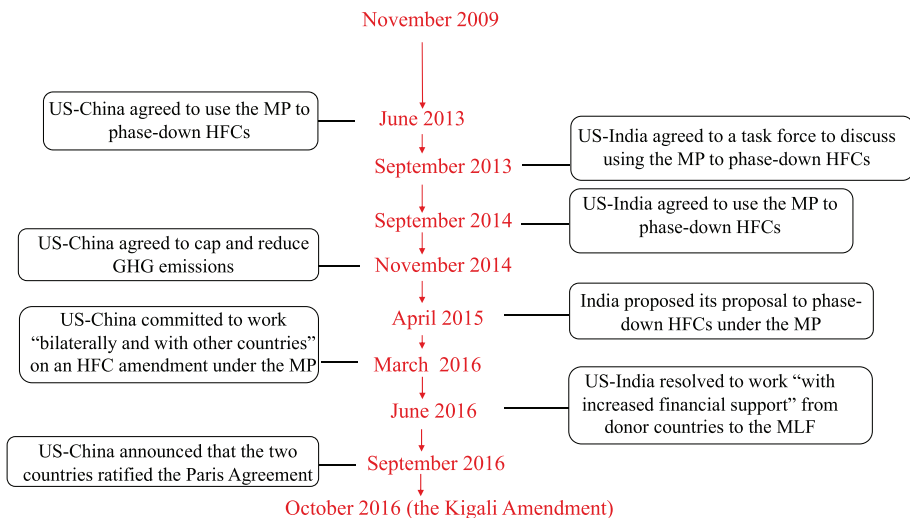 November 2009
US-China agreed to use the MP to
phase-down HFCs
June 2013
September 2013
US-India agreed to a task force to discuss
using the MP to phase-down HFCs
September 2014
US-India agreed to use the MP to
phase-down HFCs
US-China agreed to cap and reduce
GHG emissions
November 2014
April 2015
India proposed its proposal to phase-
down HFCs under the MP
US-China committed to work
“bilaterally and with other countries”
on an HFC amendment under the MP
March 2016
June 2016
US-India resolved to work “with
increased financial support” from
donor countries to the MLF
US-China announced that the two
countries ratified the Paris Agreement
September 2016
October 2016 (the Kigali Amendment)